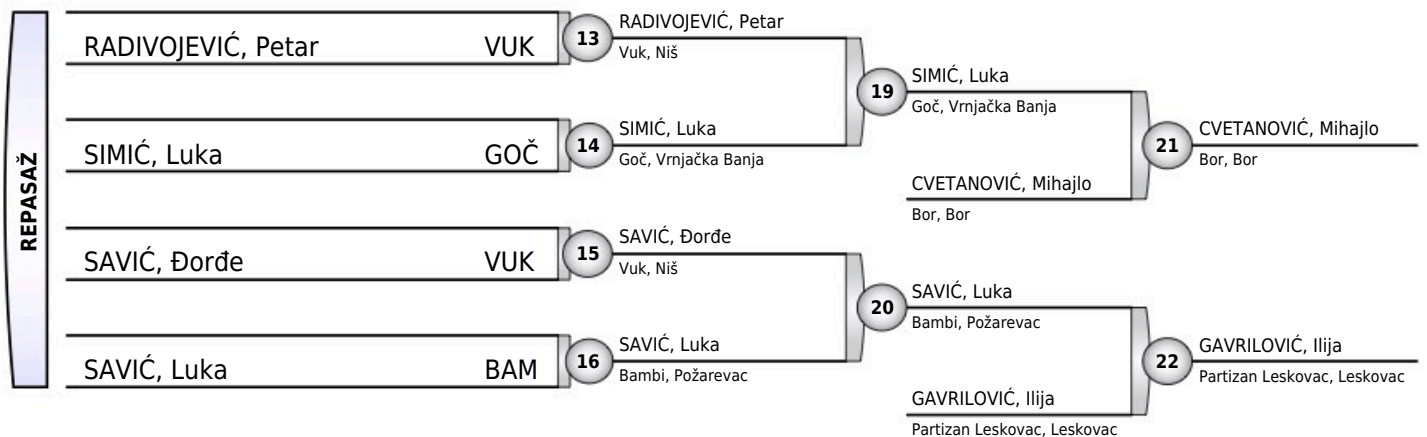 REPASAŽ
RADIVOJEVIĆ, Petar VUK
13
RADIVOJEVIĆ, Petar
Vuk, Niš
SIMIĆ, Luka GOČ
14
SIMIĆ, Luka
Goč, Vrnjačka Banja
19
SIMIĆ, Luka
Goč, Vrnjačka Banja
CVETANOVIĆ, Mihajlo
Bor, Bor
21
CVETANOVIĆ, Mihajlo
Bor, Bor
SAVIĆ, Đorđe VUK
15
SAVIĆ, Đorđe
Vuk, Niš
SAVIĆ, Luka BAM
16
SAVIĆ, Luka
Bambi, Požarevac
20
SAVIĆ, Luka
Bambi, Požarevac
GAVRILOVIĆ, Ilija
Partizan Leskovac, Leskovac
22
GAVRILOVIĆ, Ilija
Partizan Leskovac, Leskovac